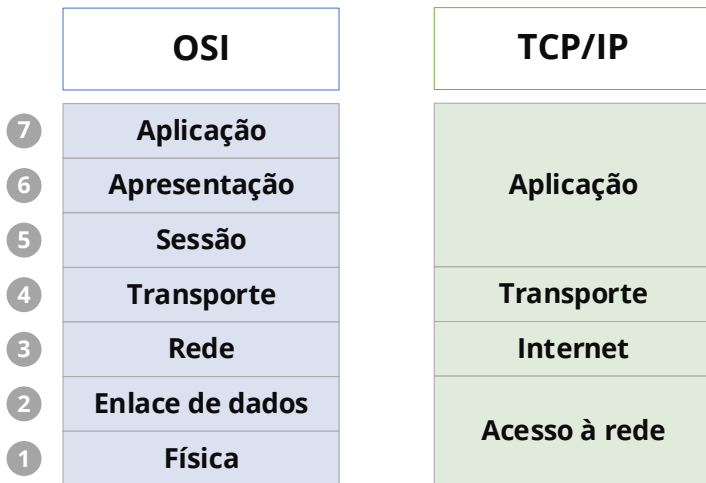 OSI
TCP/IP
7
Aplicação
6
Apresentação
Aplicação
5
Sessão
4
Transporte
Transporte
3
Rede
Internet
2
Enlace de dados
Acesso à rede
1
Física